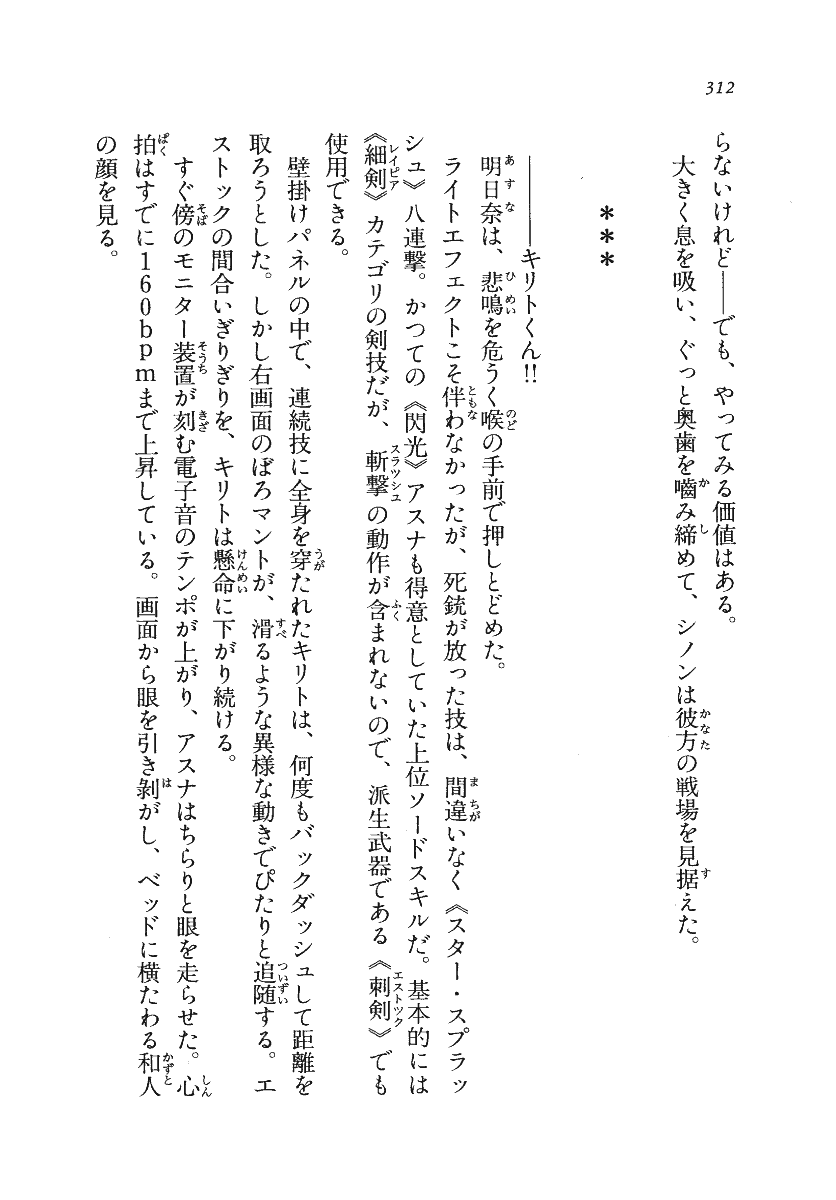 312
らないけれど――でも、やってみる価値はある。
大きく息を吸い、ぐっと奥歯を嚙み締めて、シノンは彼方の戦場を見据えた。
＊＊＊
――――キリトくん!!
明日奈は、悲鳴を危うく喉の手前で押しとどめた。
ライトエフェクトこそ伴わなかったが、死銃が放った技は、間違いなく《スター・スプラッ
シュ》八連撃。かつての《閃光》アスナも得意としていた上位ソードスキルだ。基本的には
《細剣》カテゴリの剣技だが、斬撃の動作が含まれないので、派生武器である《刺剣》でも
使用できる。
壁掛けパネルの中で、連続技に全身を穿たれたキリトは、何度もバックダッシュして距離を
取ろうとした。しかし右画面のぼろマントが、滑るような異様な動きでぴたりと追随する。エ
ストックの間合いぎりぎりを、キリトは懸命に下がり続ける。
すぐ傍のモニター装置が刻む電子音のテンポが上がり、アスナはちらりと眼を走らせた。心
拍はすでに160bpmまで上昇している。画面から眼を引き剝がし、ベッドに横たわる和人
の顔を見る。